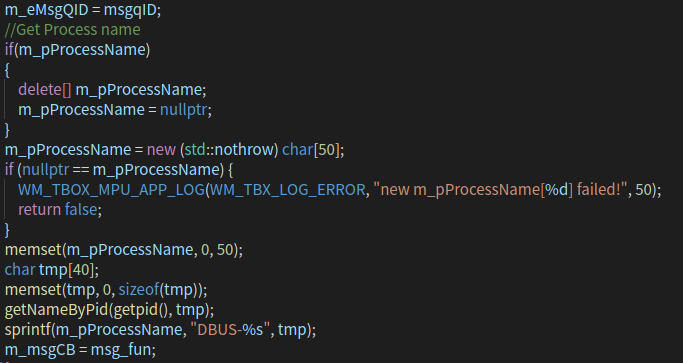 m_eMsgQID = msgqID;
//Get Process name
if(m_pProcessName)
{
delete[] m_pProcessName;
m_pProcessName = nullptr;
}
m_pProcessName = new (std::nothrow) char[50];
if (nullptr == m_pProcessName) {
WM_TBOX_MPU_APP_LOG(WM_TBX_LOG_ERROR, "new m_pProcessName[%d] failed!", 50);
return false;
}
memset(m_pProcessName, 0, 50);
char tmp[40];
memset(tmp, 0, sizeof(tmp));
getNameByPid(getpid(), tmp);
sprintf(m_pProcessName, "DBUS-%s", tmp);
m_msgCB = msg_fun;